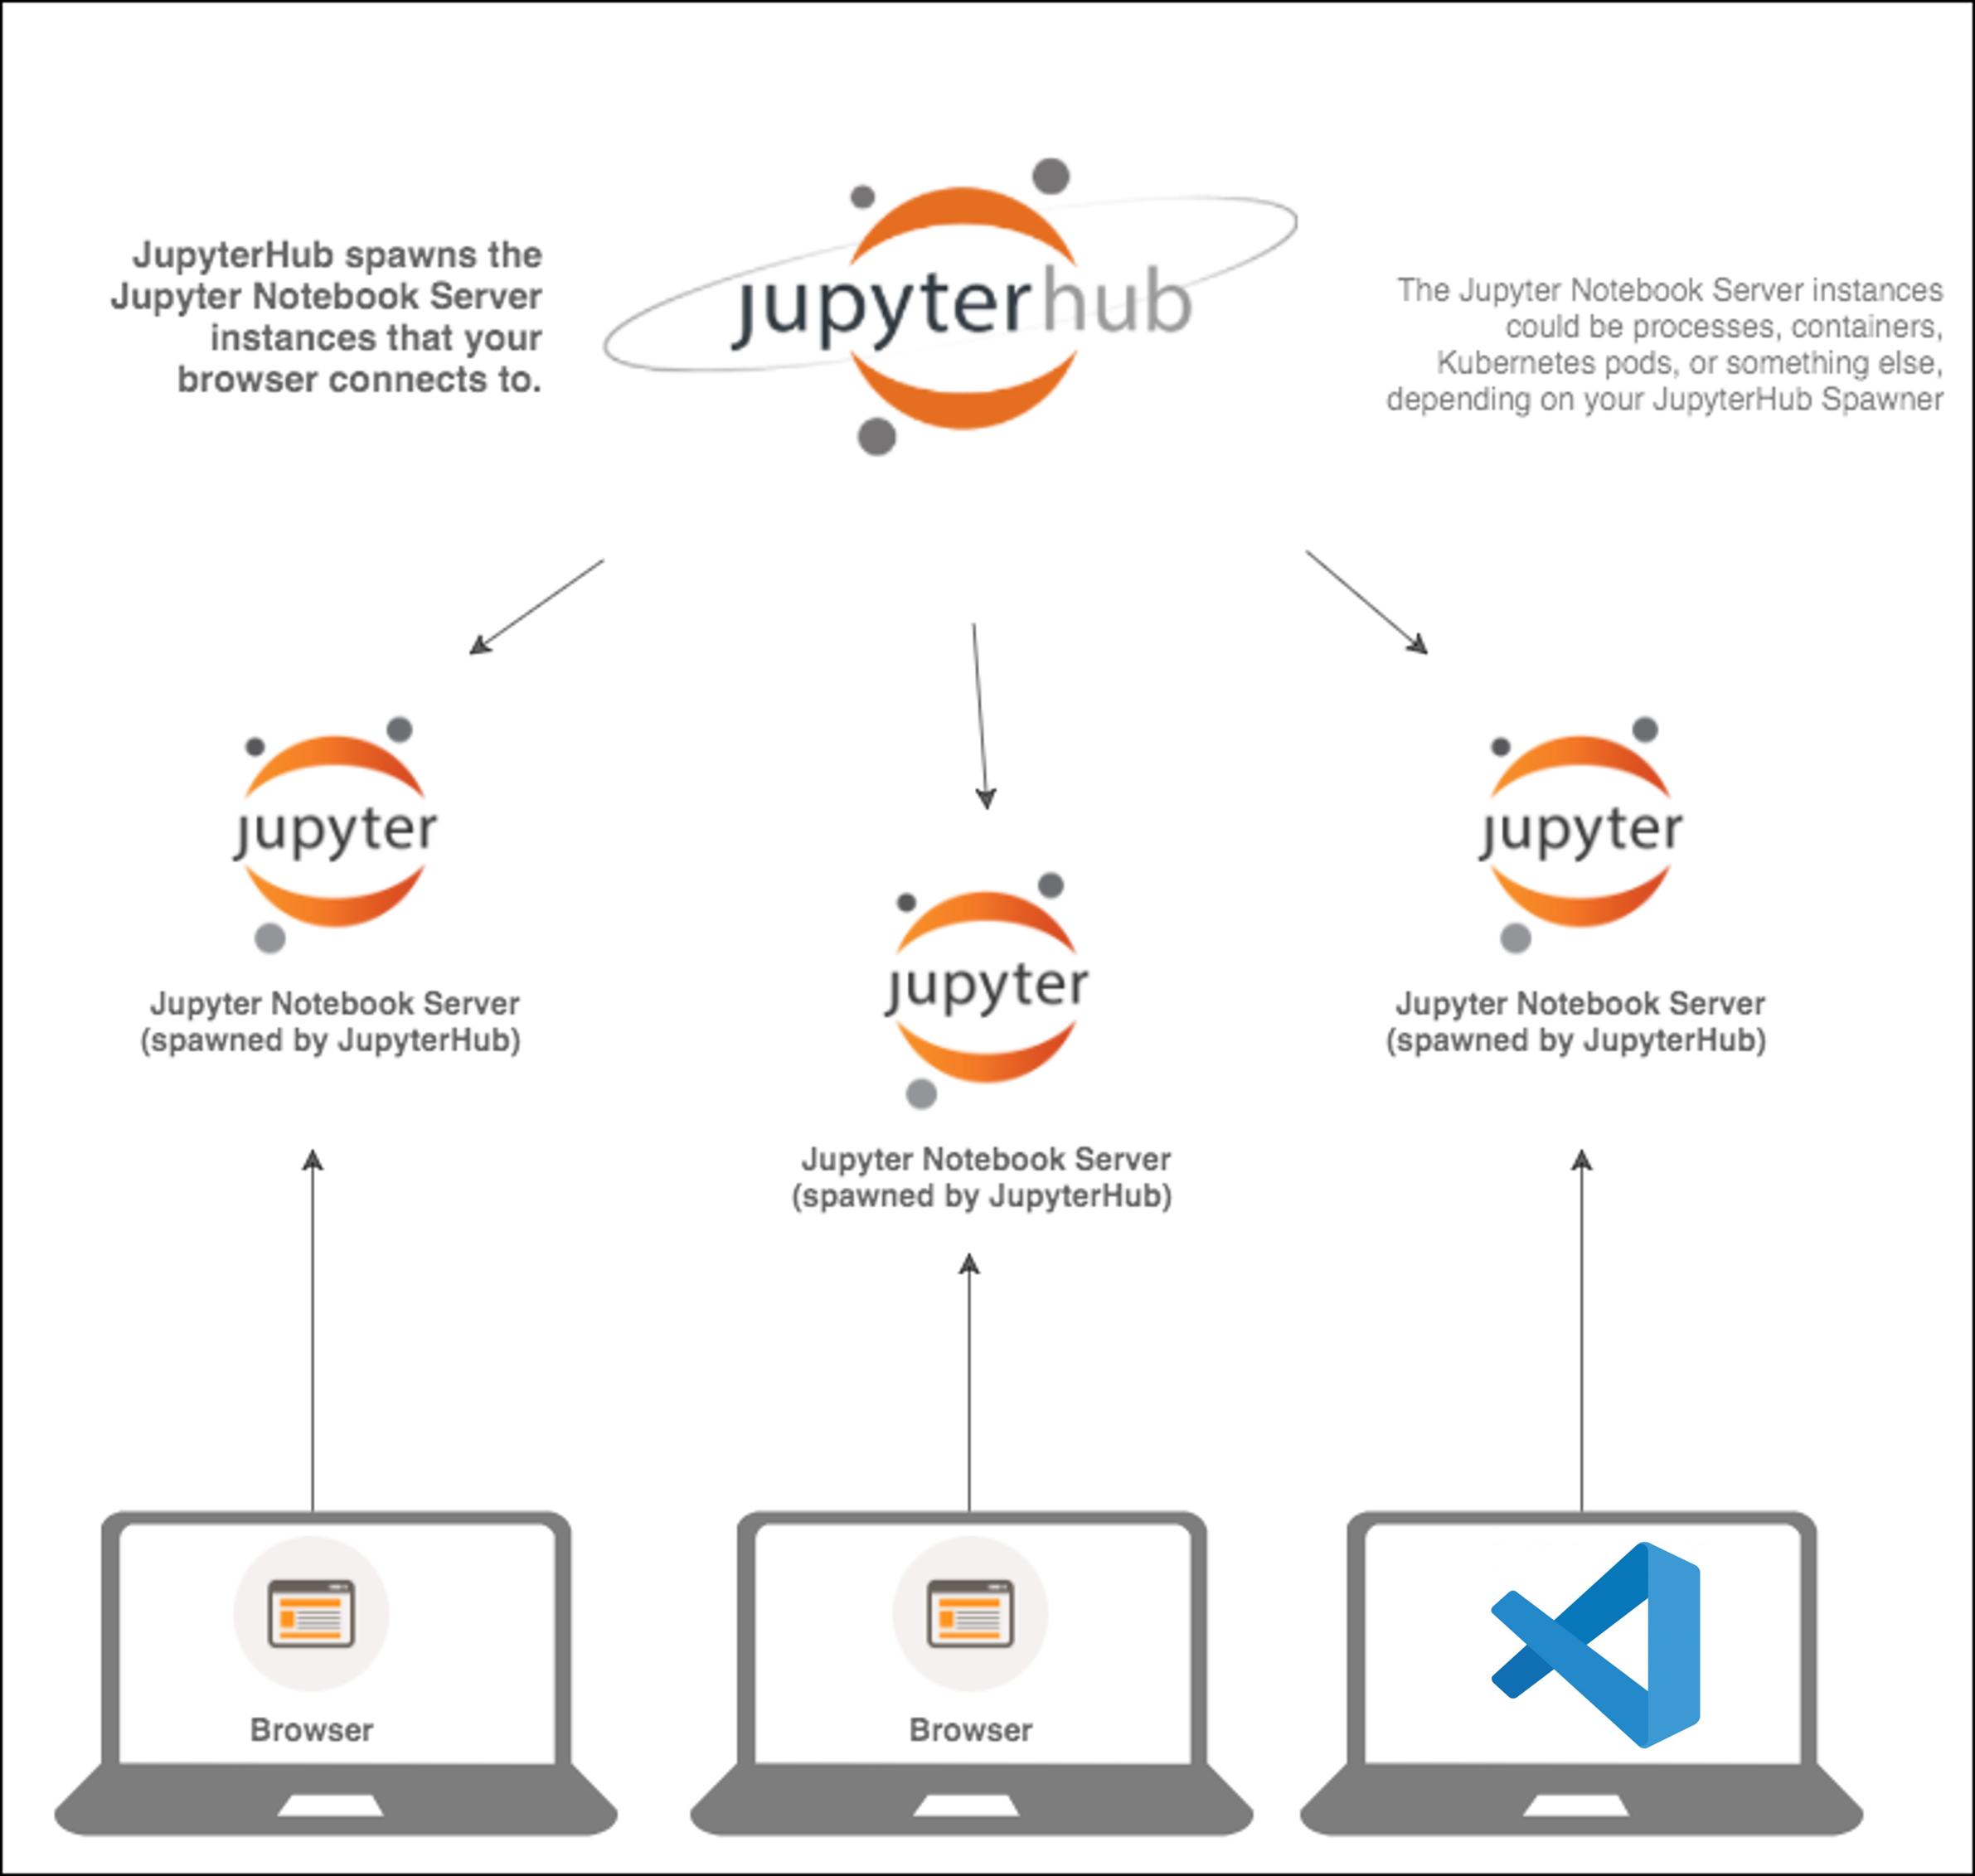 JupyterHub spawns the
Jupyter Notebook Server
instances that your
browser connects to.
jupyterhub
The Jupyter Notebook Server instances
could be processes, containers,
Kubernetes pods, or something else,
depending on your JupyterHub Spawner
jupyter
Jupyter Notebook Server
(spawned by JupyterHub)
jupyter
Jupyter Notebook Server
(spawned by JupyterHub)
jupyter
Jupyter Notebook Server
(spawned by JupyterHub)
Browser
Browser